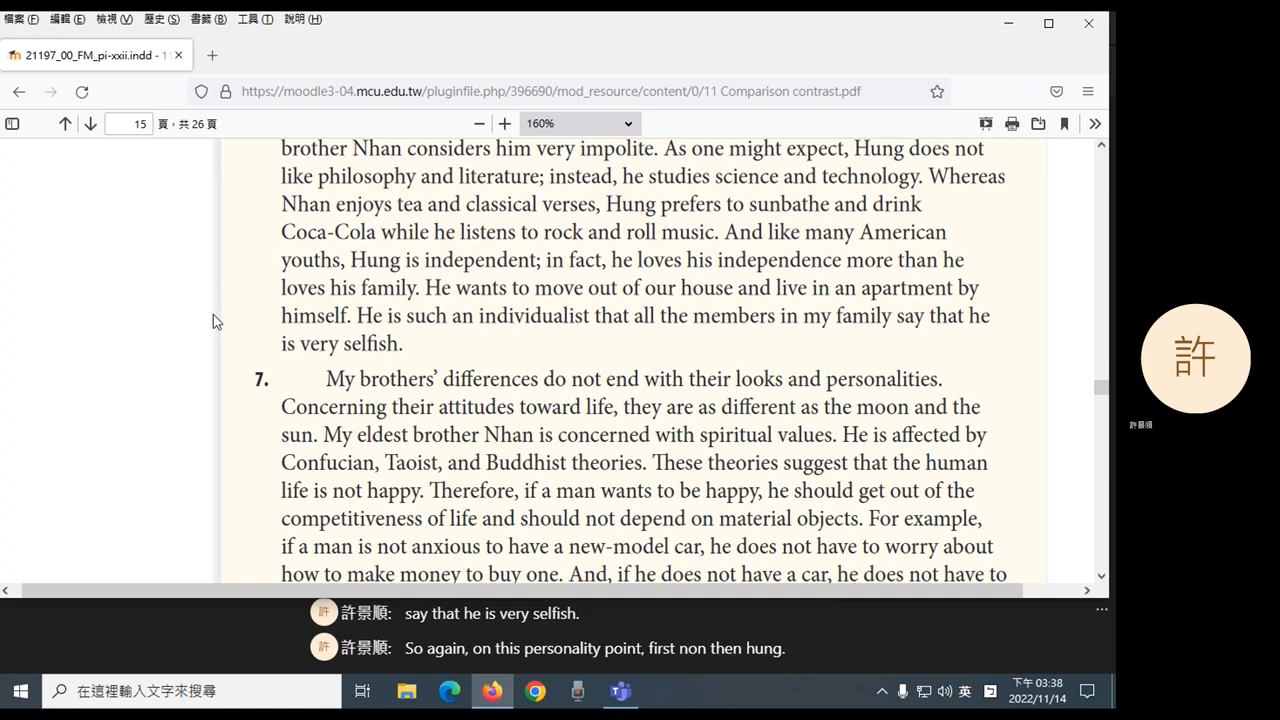 檔案(F) 編輯(E) 檢視(V) 歷史(S) 書籤(B) 工具(T) 說明(H)
21197_00_FM_pi-xxii.indd - 11
https://moodle3-04.mcu.edu.tw/pluginfile.php/396690/mod_resource/content/0/11 Comparison contrast.pdf
15 頁，共 26 頁 160%
brother Nhan considers him very impolite. As one might expect, Hung does not
like philosophy and literature; instead, he studies science and technology. Whereas
Nhan enjoys tea and classical verses, Hung prefers to sunbathe and drink
Coca-Cola while he listens to rock and roll music. And like many American
youths, Hung is independent; in fact, he loves his independence more than he
loves his family. He wants to move out of our house and live in an apartment by
himself. He is such an individualist that all the members in my family say that he
is very selfish.
7. My brothers’ differences do not end with their looks and personalities.
Concerning their attitudes toward life, they are as different as the moon and the
sun. My eldest brother Nhan is concerned with spiritual values. He is affected by
Confucian, Taoist, and Buddhist theories. These theories suggest that the human
life is not happy. Therefore, if a man wants to be happy, he should get out of the
competitiveness of life and should not depend on material objects. For example,
if a man is not anxious to have a new-model car, he does not have to worry about
how to make money to buy one. And, if he does not have a car, he does not have to
許
許景順
許 許景順: say that he is very selfish.
許 許景順: So again, on this personality point, first non then hung.
在這裡輸入文字來搜尋
英
下午 03:38
2022/11/14